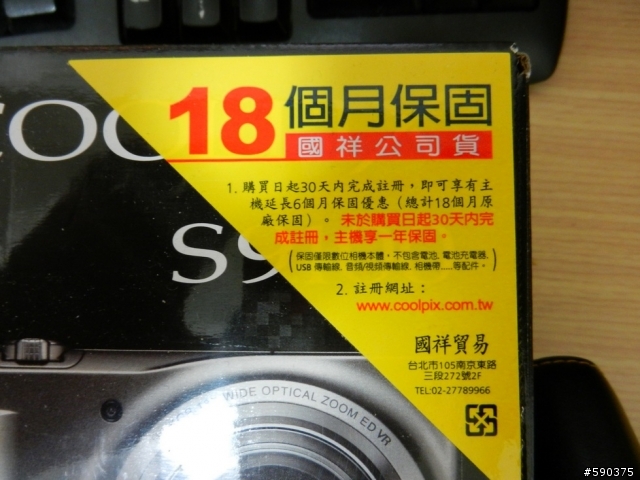 COO
S9
18個月保固
國祥公司貨
1. 購買日起30天內完成註冊，即可享有主
機延長6個月保固優惠（總計18個月原
廠保固）。未於購買日起30天內完
成註冊，主機享一年保固。
(保固僅限數位相機本體，不包含電池, 電池充電器,
USB 傳輸線, 音頻/視頻傳輸線, 相機帶.....等配件。)
2. 註冊網址：
www.coolpix.com.tw
國祥貿易
台北市105南京東路
三段272號2F
TEL:02-27789966
WIDE OPTICAL ZOOM ED VR
#590375